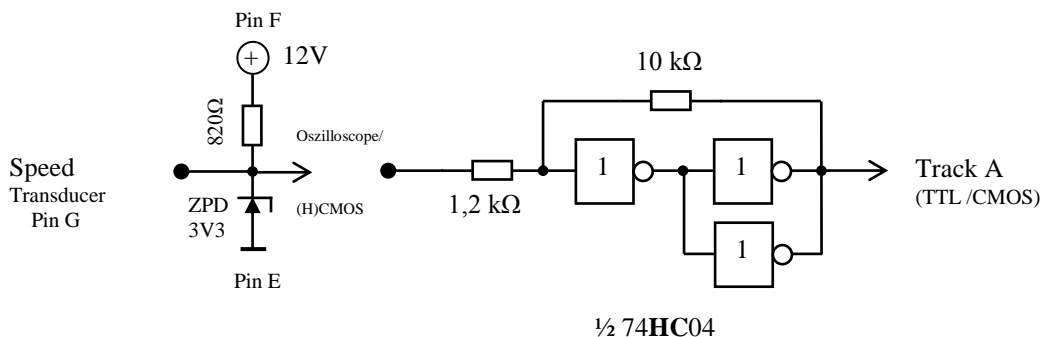 Pin F
12V
820Ω
Oszilloscope/
(H)CMOS
Speed
Transducer
Pin G
ZPD
3V3
Pin E
10 kΩ
1,2 kΩ
1
1
1
Track A
(TTL /CMOS)
½ 74HC04